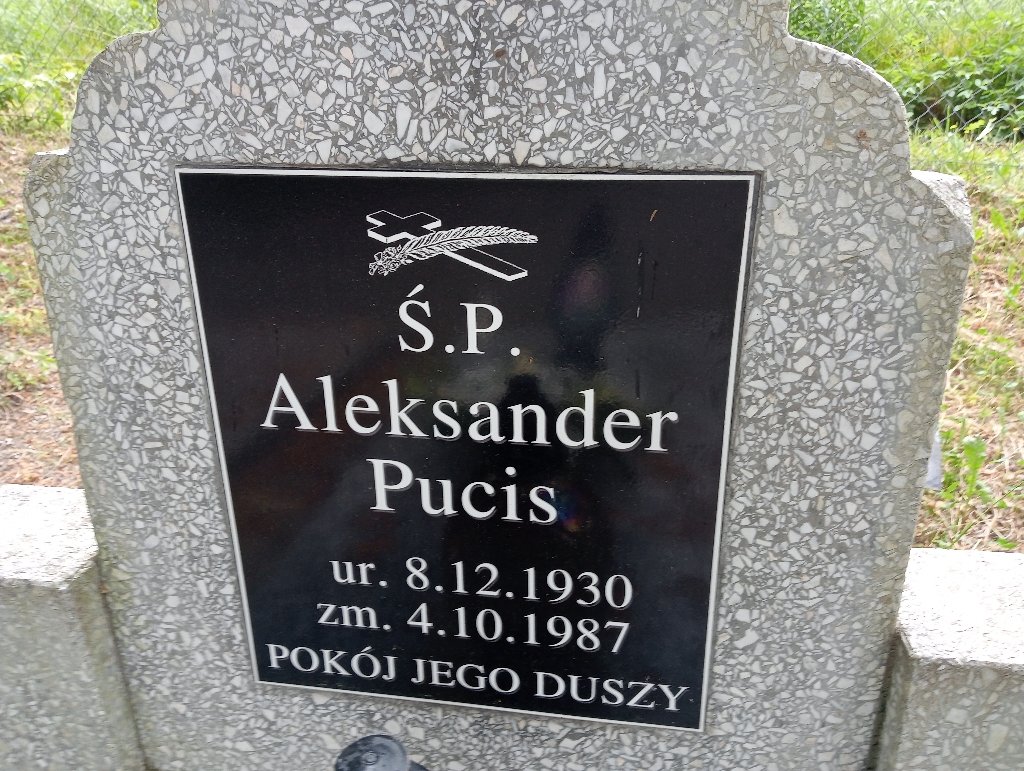 Ś.P.
Aleksander
Pucis
ur. 8.12.1930
zm. 4.10.1987
POKÓJ JEGO DUSZY